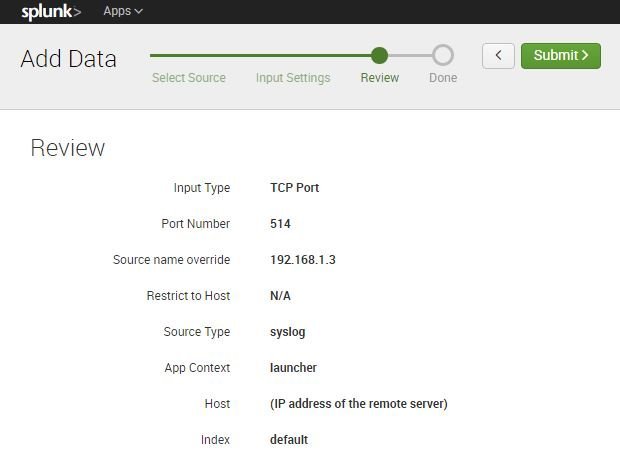 splunk> Apps
Add Data
Select Source Input Settings Review Done
< Submit >
Review
Input Type TCP Port
Port Number 514
Source name override 192.168.1.3
Restrict to Host N/A
Source Type syslog
App Context launcher
Host (IP address of the remote server)
Index default